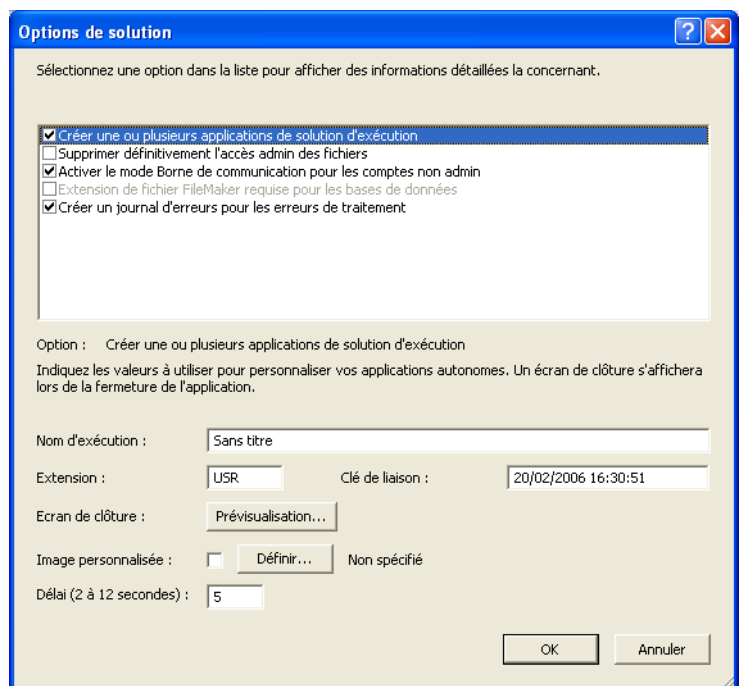 Options de solution
Sélectionnez une option dans la liste pour afficher des informations détaillées la concernant.
Créer une ou plusieurs applications de solution d'exécution
Supprimer définitivement l'accès admin des fichiers
Activer le mode Borne de communication pour les comptes non admin
Extension de fichier FileMaker requise pour les bases de données
Créer un journal d'erreurs pour les erreurs de traitement
Option : Créer une ou plusieurs applications de solution d'exécution
Indiquez les valeurs à utiliser pour personnaliser vos applications autonomes. Un écran de clôture s'affichera
lors de la fermeture de l'application.
Nom d'exécution : Sans titre
Extension : USR Clé de liaison : 20/02/2006 16:30:51
Ecran de clôture : Prévisualisation...
Image personnalisée : Définir... Non spécifié
Délai (2 à 12 secondes) : 5
OK Annuler